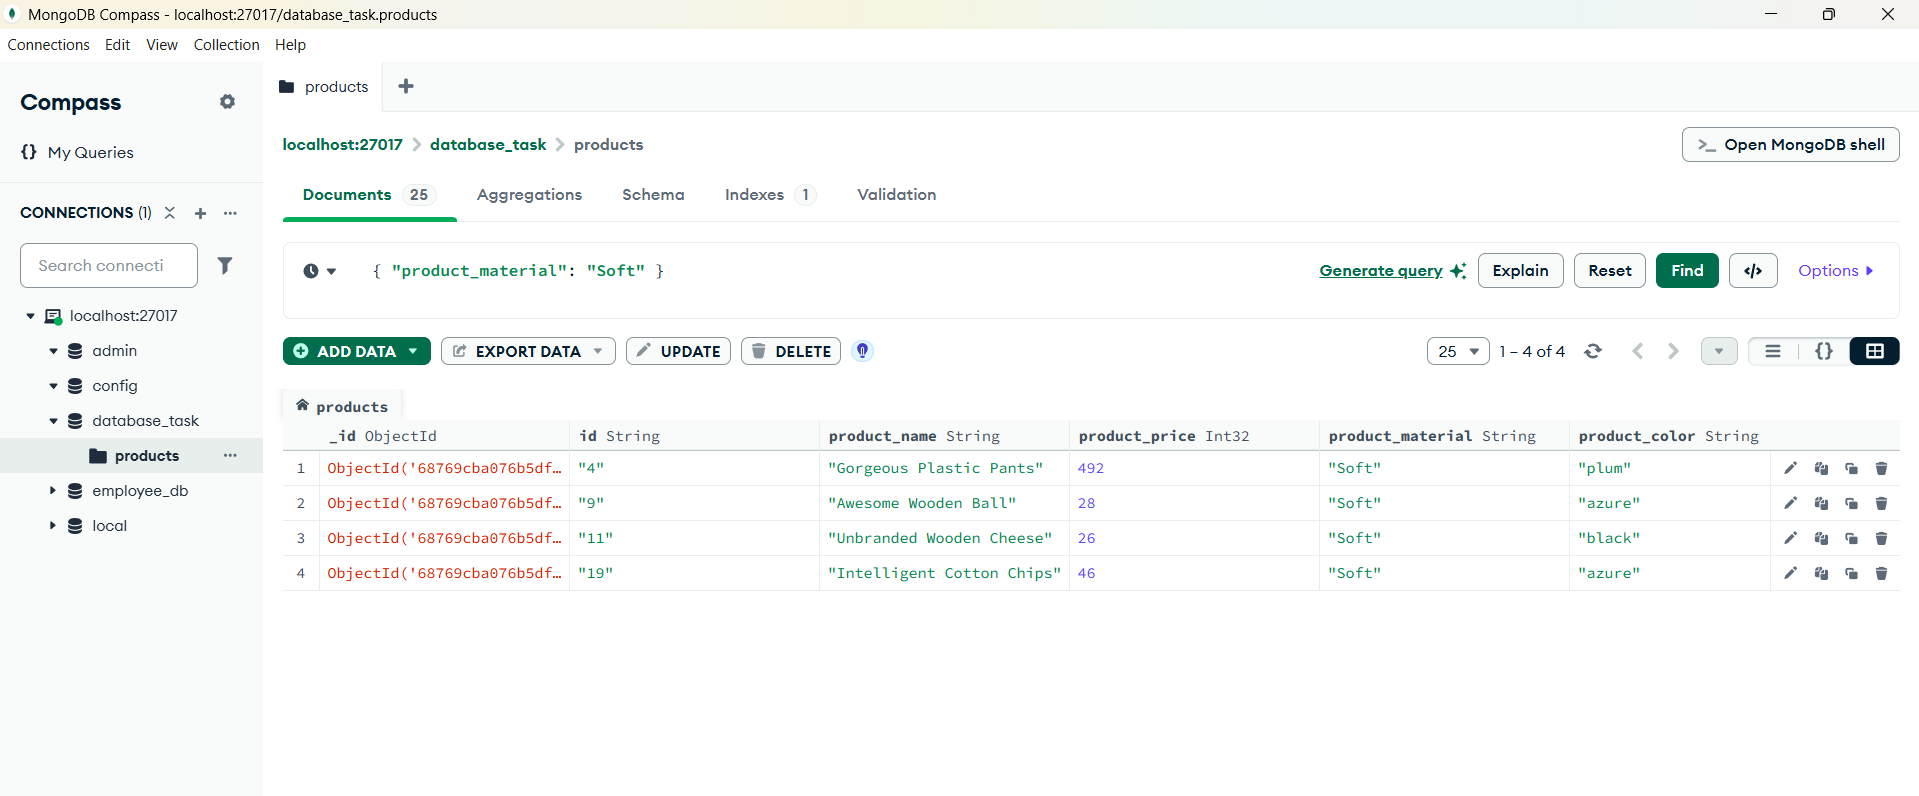 MongoDB Compass - localhost:27017/database_task.products
Connections Edit View Collection Help
Compass
{} My Queries
CONNECTIONS (1)
Search connecti
localhost:27017
admin
config
database_task
products
employee_db
local
products
localhost:27017 > database_task > products
>_ Open MongoDB shell
Documents 25 Aggregations Schema Indexes 1 Validation
{ "product_material": "Soft" }
Generate query Explain Reset Find </> Options
ADD DATA EXPORT DATA UPDATE DELETE 25 1 – 4 of 4 {}
products
_id ObjectId id String product_name String product_price Int32 product_material String product_color String
1 ObjectId('68769cba076b5df… "4" "Gorgeous Plastic Pants" 492 "Soft" "plum"
2 ObjectId('68769cba076b5df… "9" "Awesome Wooden Ball" 28 "Soft" "azure"
3 ObjectId('68769cba076b5df… "11" "Unbranded Wooden Cheese" 26 "Soft" "black"
4 ObjectId('68769cba076b5df… "19" "Intelligent Cotton Chips" 46 "Soft" "azure"